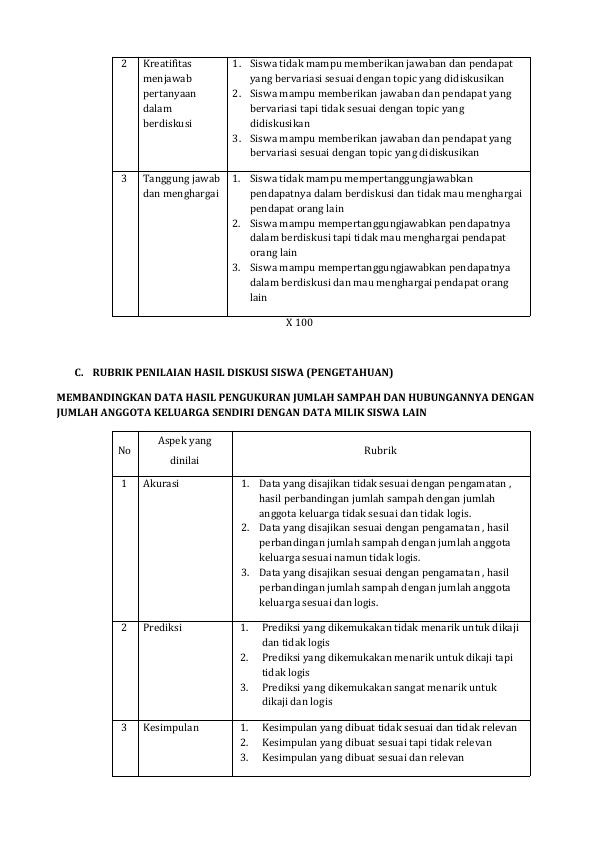 2 Kreatifitas 1. Siswa tidak mampu memberikan jawaban dan pendapat
menjawab yang bervariasi sesuai dengan topic yang didiskusikan
pertanyaan 2. Siswa mampu memberikan jawaban dan pendapat yang
dalam bervariasi tapi tidak sesuai dengan topic yang
berdiskusi didiskusikan
3. Siswa mampu memberikan jawaban dan pendapat yang
bervariasi sesuai dengan topic yang didiskusikan
3 Tanggung jawab 1. Siswa tidak mampu mempertanggungjawabkan
dan menghargai pendapatnya dalam berdiskusi dan tidak mau menghargai
pendapat orang lain
2. Siswa mampu mempertanggungjawabkan pendapatnya
dalam berdiskusi tapi tidak mau menghargai pendapat
orang lain
3. Siswa mampu mempertanggungjawabkan pendapatnya
dalam berdiskusi dan mau menghargai pendapat orang
lain
X 100
C. RUBRIK PENILAIAN HASIL DISKUSI SISWA (PENGETAHUAN)
MEMBANDINGKAN DATA HASIL PENGUKURAN JUMLAH SAMPAH DAN HUBUNGANNYA DENGAN
JUMLAH ANGGOTA KELUARGA SENDIRI DENGAN DATA MILIK SISWA LAIN
No Aspek yang dinilai Rubrik
1 Akurasi 1. Data yang disajikan tidak sesuai dengan pengamatan ,
hasil perbandingan jumlah sampah dengan jumlah
anggota keluarga tidak sesuai dan tidak logis.
2. Data yang disajikan sesuai dengan pengamatan , hasil
perbandingan jumlah sampah dengan jumlah anggota
keluarga sesuai namun tidak logis.
3. Data yang disajikan sesuai dengan pengamatan , hasil
perbandingan jumlah sampah dengan jumlah anggota
keluarga sesuai dan logis.
2 Prediksi 1. Prediksi yang dikemukakan tidak menarik untuk dikaji
dan tidak logis
2. Prediksi yang dikemukakan menarik untuk dikaji tapi
tidak logis
3. Prediksi yang dikemukakan sangat menarik untuk
dikaji dan logis
3 Kesimpulan 1. Kesimpulan yang dibuat tidak sesuai dan tidak relevan
2. Kesimpulan yang dibuat sesuai tapi tidak relevan
3. Kesimpulan yang dibuat sesuai dan relevan